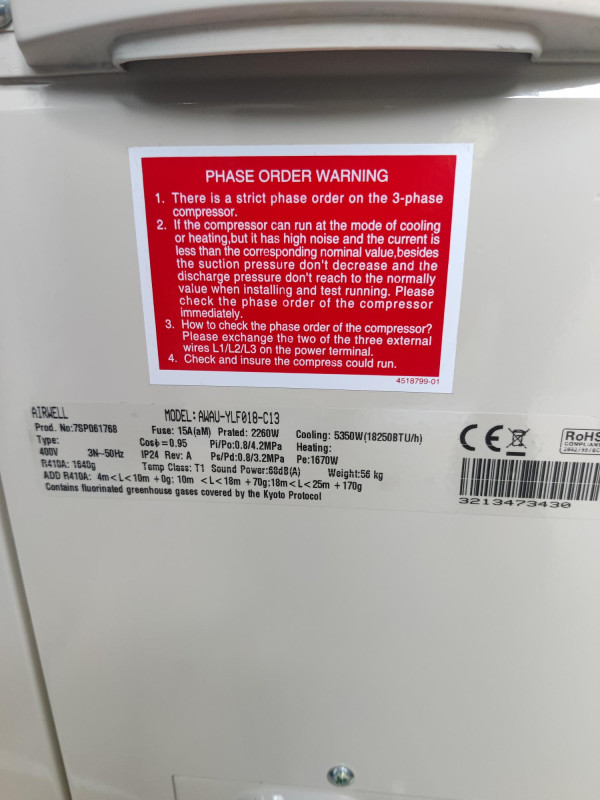 PHASE ORDER WARNING
1. There is a strict phase order on the 3-phase
compressor.
2. If the compressor can run at the mode of cooling
or heating,but it has high noise and the current is
less than the corresponding nominal value,besides
the suction pressure don't decrease and the
discharge pressure don't reach to the normally
value when installing and test running. Please
check the phase order of the compressor
immediately.
3. How to check the phase order of the compressor?
Please exchange the two of the three external
wires L1/L2/L3 on the power terminal.
4. Check and insure the compress could run.
4518799-01
AIRWELL MODEL:AWAU-YLF018-C13
Prod. No:7SP061768 Fuse: 15A(aM) Prated: 2260W Cooling: 5350W(18250BTU/h)
Type: Cosϕ=0.95 Pi/Po:0.8/4.2MPa Heating:
400V 3N~50Hz IP24 Rev: A Ps/Pd:0.8/3.2MPa Pe:1670W
R410A: 1640g Temp Class: T1 Sound Power:68dB(A) Weight:56 kg
ADD R410A: 4m<L<10m +0g; 10m <L<18m +70g;18m<L<25m +170g
Contains fluorinated greenhouse gases covered by the Kyoto Protocol
CE
RoHS
COMPLIANT
2002/95/EC
3213473430